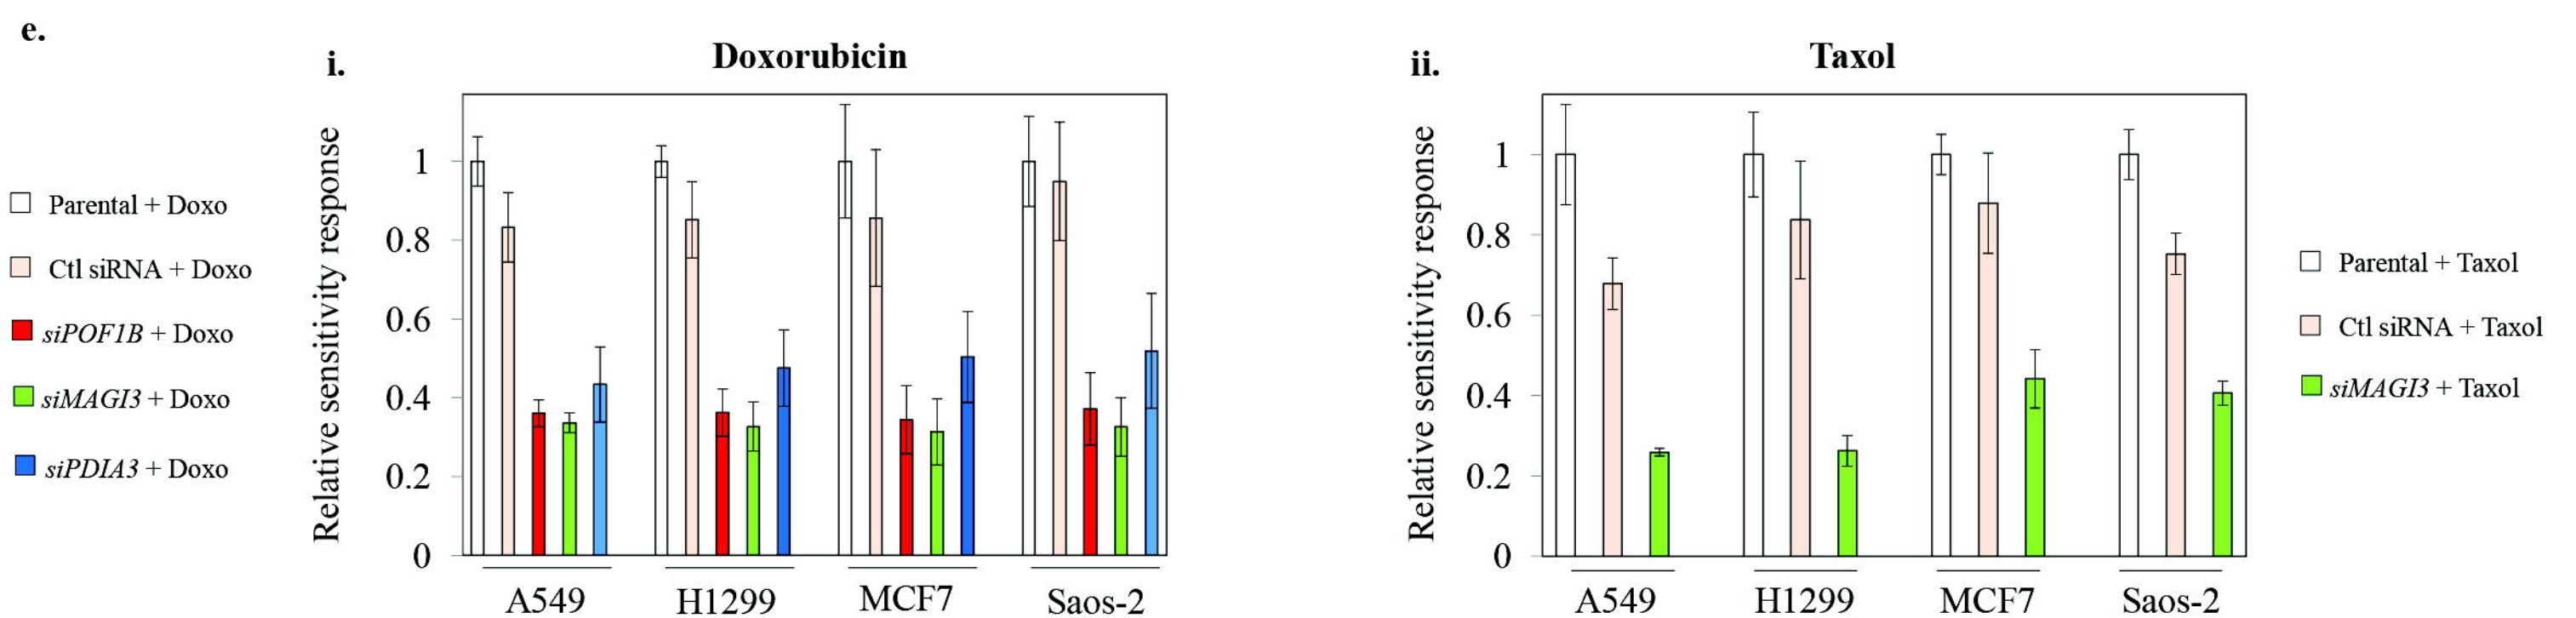 e.
i.
Doxorubicin
Relative sensitivity response
1
0.8
0.6
0.4
0.2
0
A549
H1299
MCF7
Saos-2
Parental + Doxo
Ctl siRNA + Doxo
siPOF1B + Doxo
siMAGI3 + Doxo
siPDIA3 + Doxo
ii.
Taxol
Relative sensitivity response
1
0.8
0.6
0.4
0.2
0
A549
H1299
MCF7
Saos-2
Parental + Taxol
Ctl siRNA + Taxol
siMAGI3 + Taxol